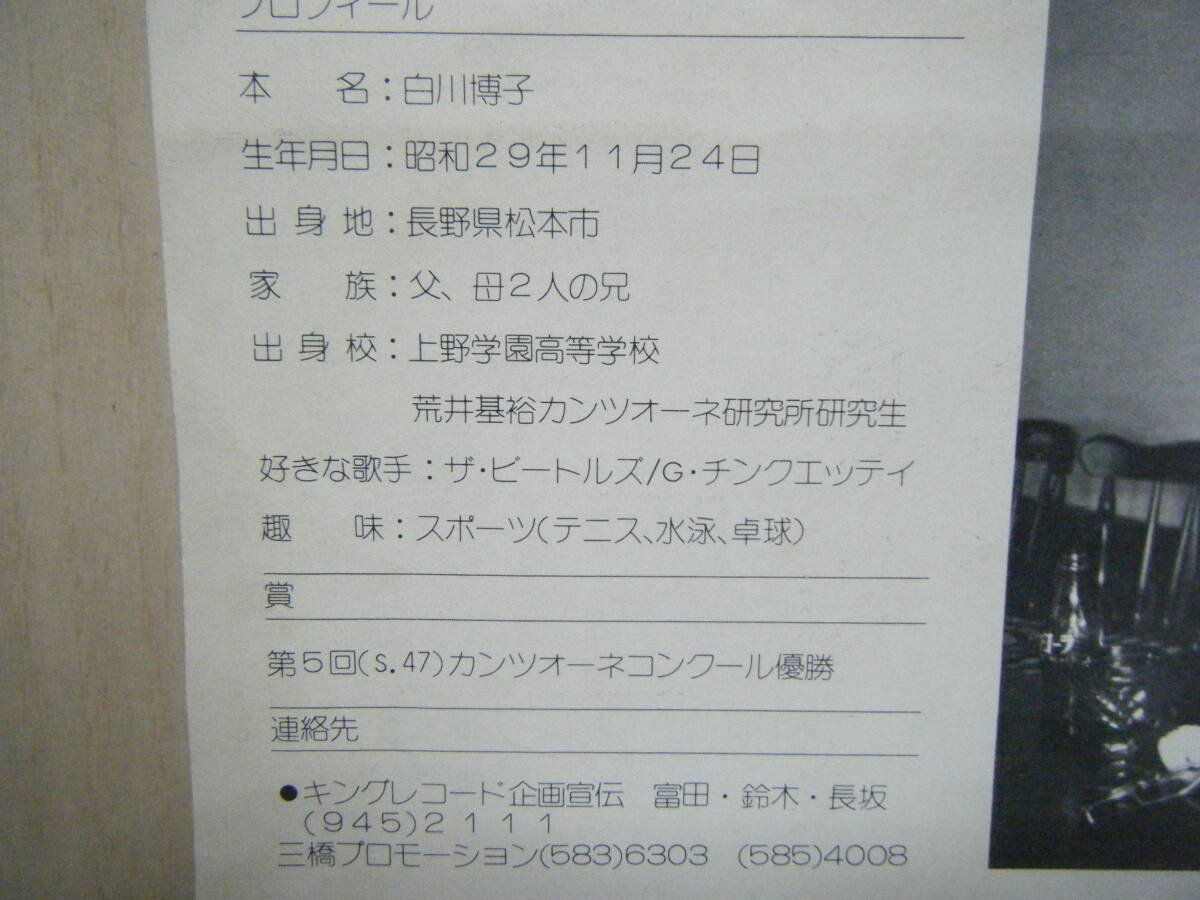 プロフィール
本　　名：白川博子
生年月日：昭和２９年１１月２４日
出 身 地：長野県松本市
家　　族：父、母２人の兄
出 身 校：上野学園高等学校
荒井基裕カンツオーネ研究所研究生
好きな歌手：ザ・ビートルズ/G・チンクエッティ
趣　　味：スポーツ(テニス、水泳、卓球)
賞
第５回(S.47)カンツオーネコンクール優勝
連絡先
●キングレコード企画宣伝　富田・鈴木・長坂
(945)２１１１
三橋プロモーション(583)6303　(585)4008